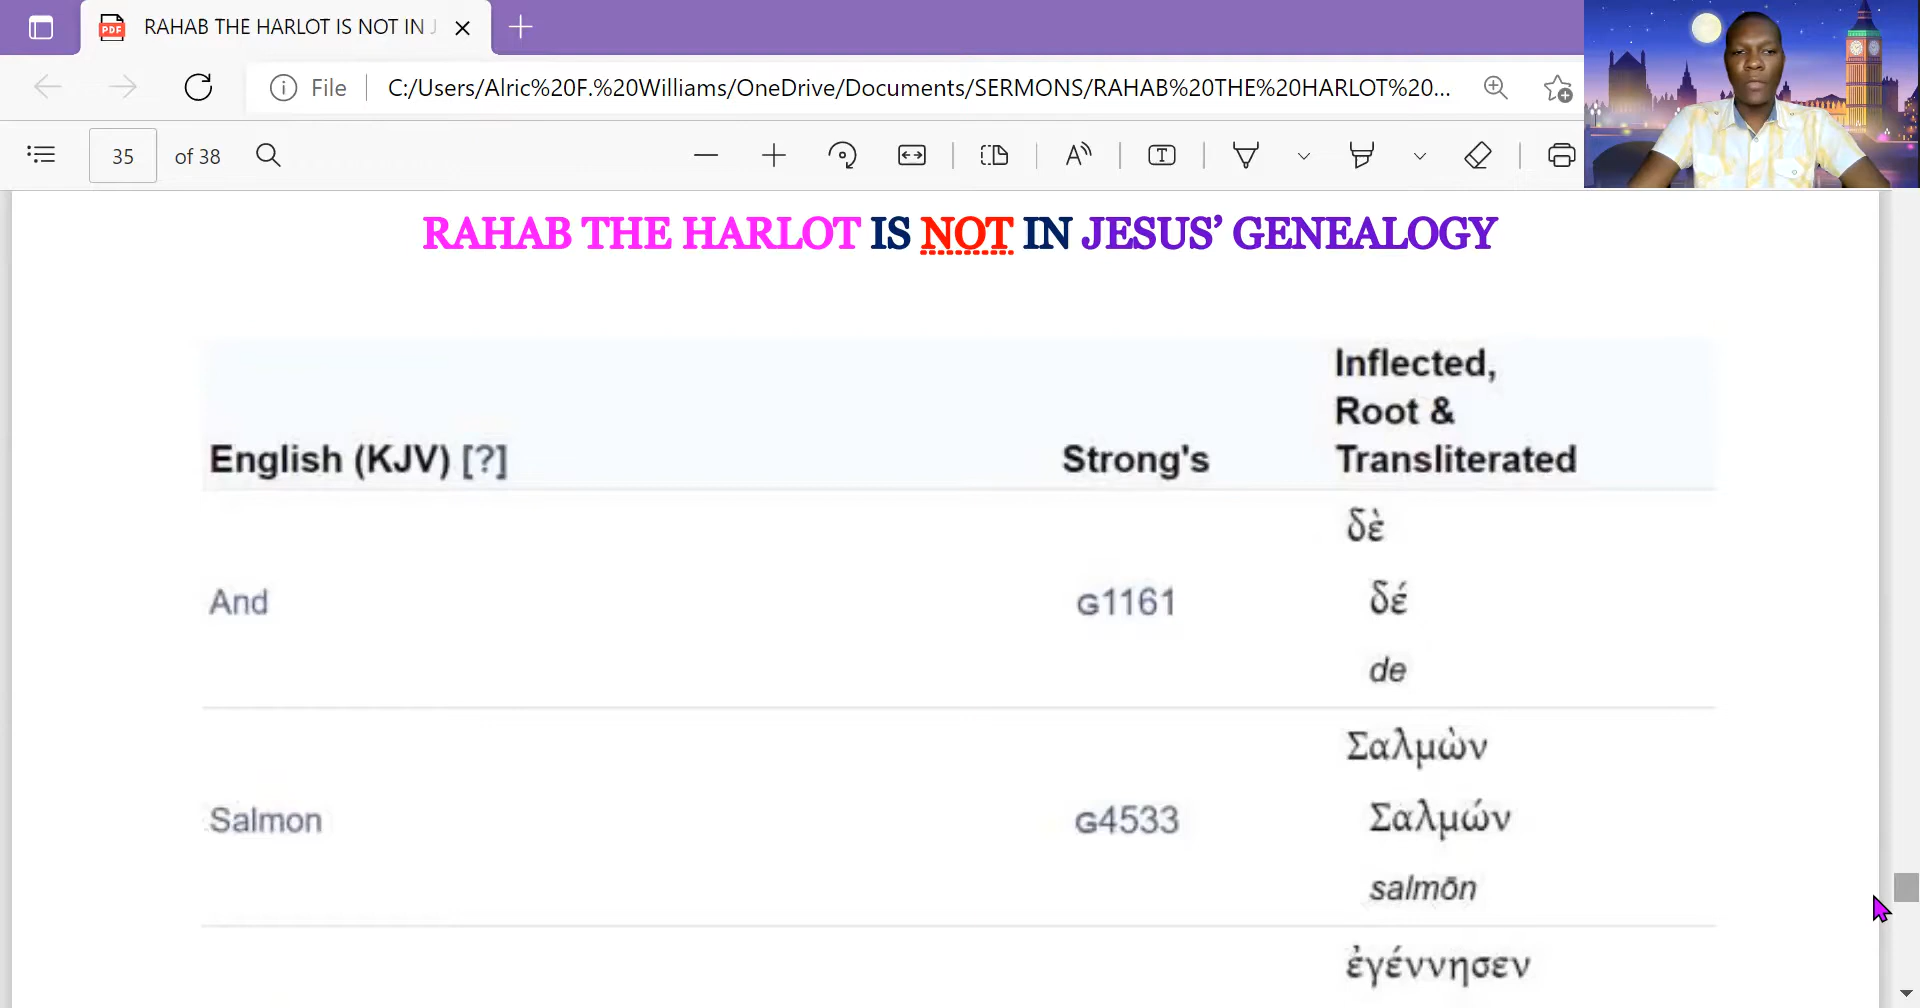 RAHAB THE HARLOT IS NOT IN J
File
C:/Users/Alric%20F.%20Williams/OneDrive/Documents/SERMONS/RAHAB%20THE%20HARLOT%20...
35 of 38
RAHAB THE HARLOT IS NOT IN JESUS’ GENEALOGY
Inflected,
Root &
English (KJV) [?] Strong's Transliterated
δὲ
And G1161 δέ
de
Σαλμὼν
Salmon G4533 Σαλμών
salmōn
ἐγέννησεν